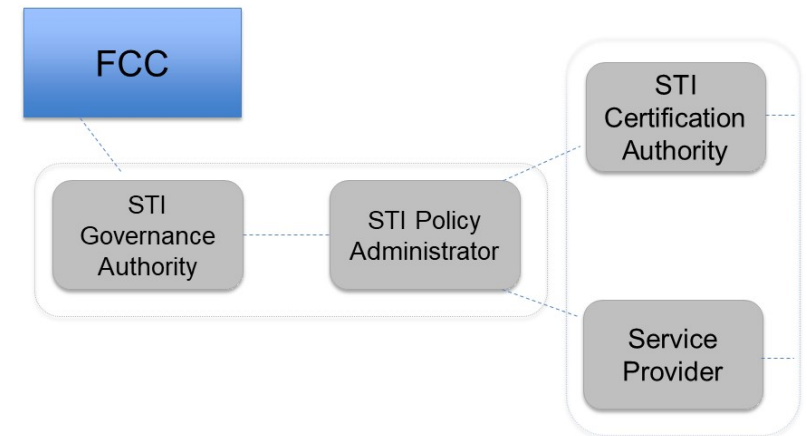 FCC
STI
Governance
Authority
STI Policy
Administrator
STI
Certification
Authority
Service
Provider